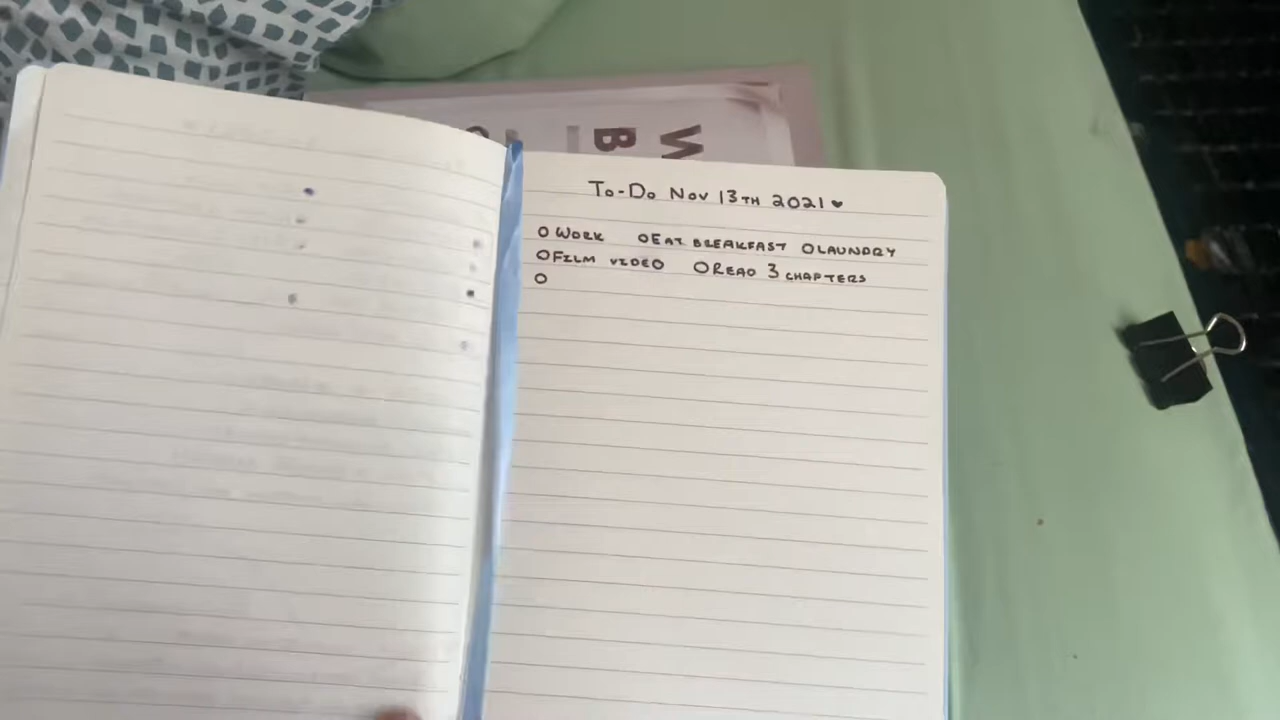 To-Do Nov 13TH 2021 ♥
O WORK O EAT BREAKFAST O LAUNDRY
O FILM VIDEO O READ 3 CHAPTERS
O